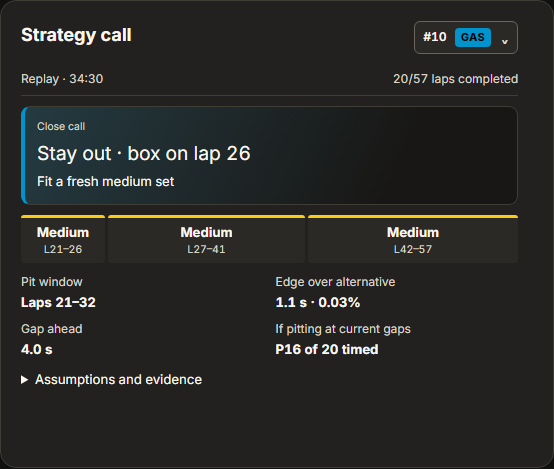 Strategy call
#10 GAS
Replay · 34:30
20/57 laps completed
Close call
Stay out · box on lap 26
Fit a fresh medium set
Medium
L21–26
Medium
L27–41
Medium
L42–57
Pit window
Laps 21–32
Edge over alternative
1.1 s · 0.03%
Gap ahead
4.0 s
If pitting at current gaps
P16 of 20 timed
Assumptions and evidence